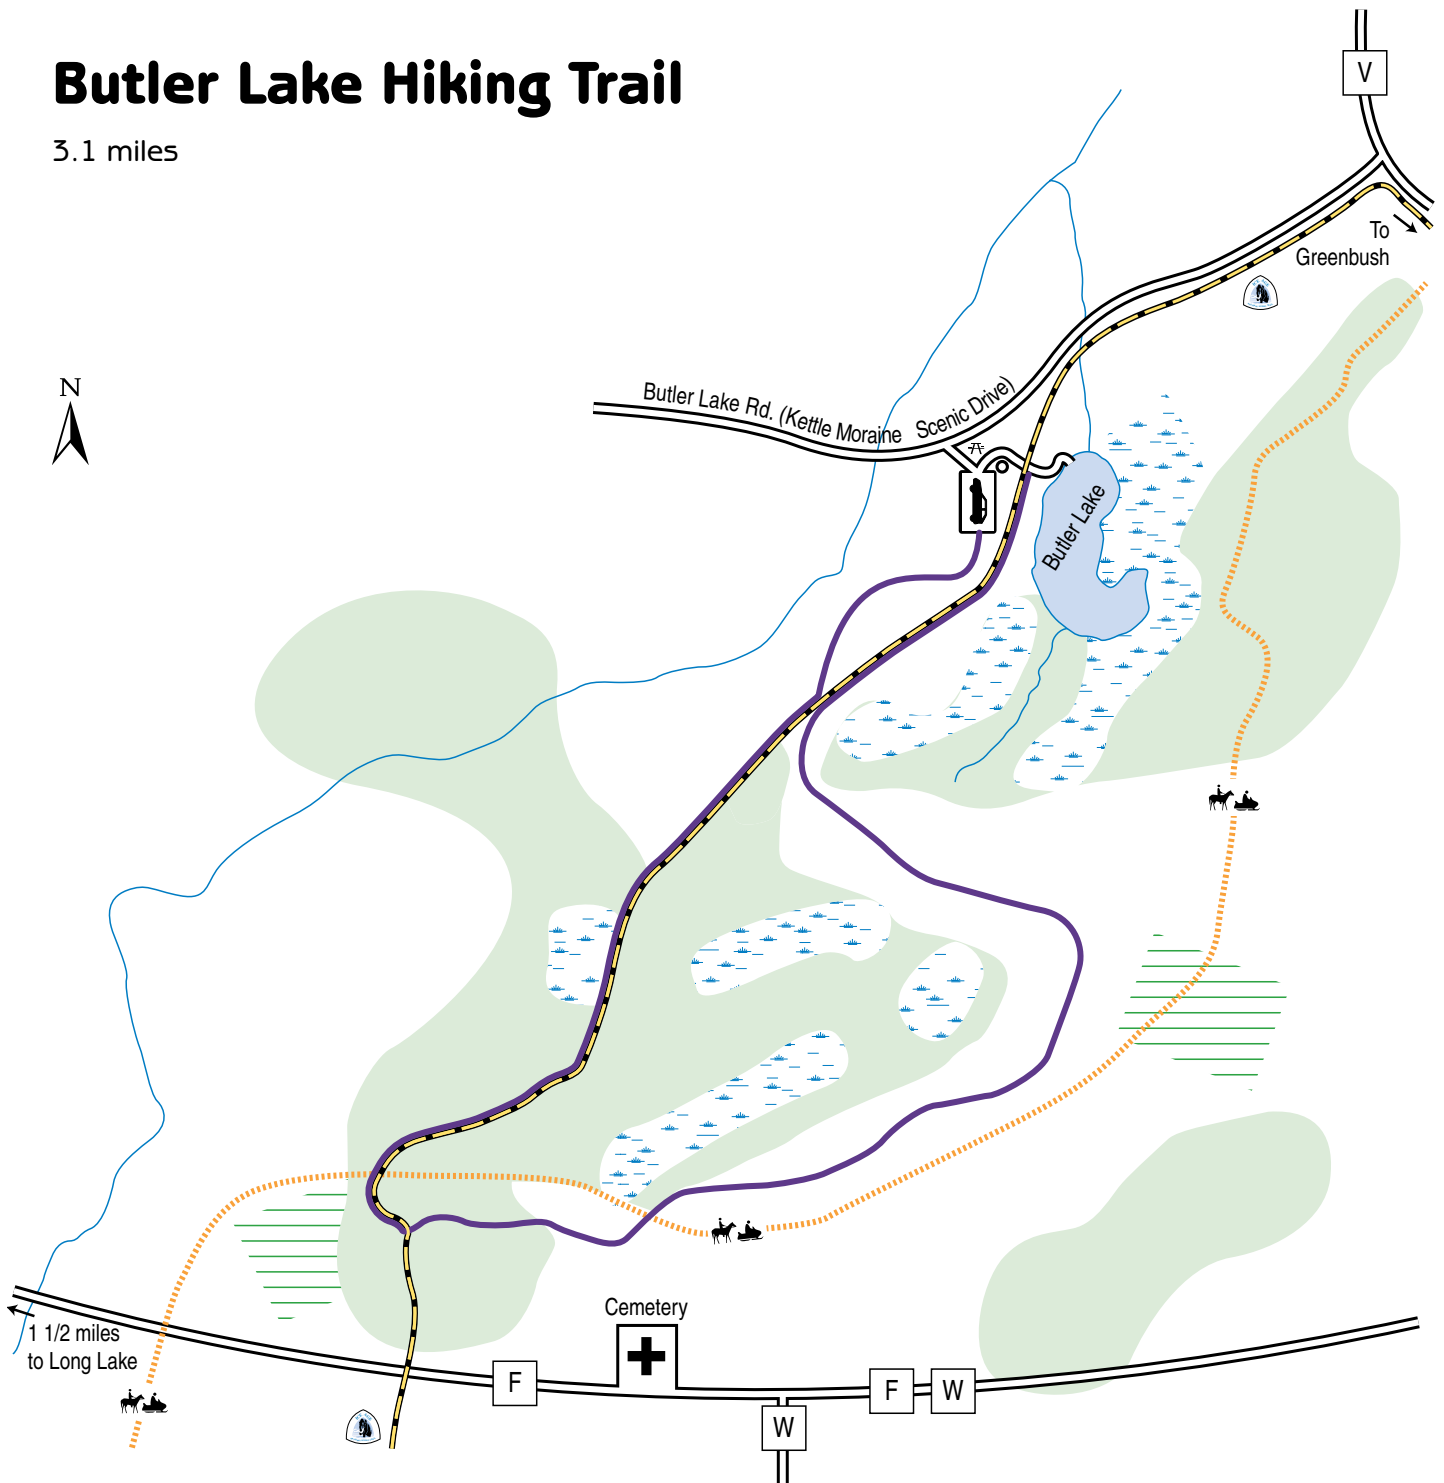 Butler Lake Hiking Trail
3.1 miles
V
To
Greenbush
N
Butler Lake Rd. (Kettle Moraine Scenic Drive)
Butler Lake
Cemetery
1 1/2 miles
to Long Lake
F
F
W
W